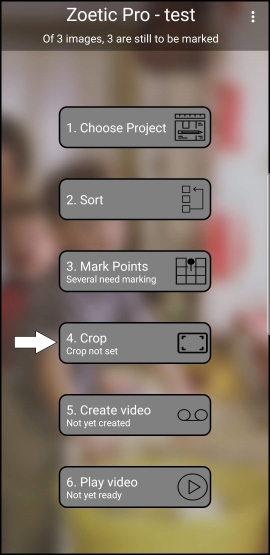 Zoetic Pro - test
Of 3 images, 3 are still to be marked
1. Choose Project
2. Sort
3. Mark Points
Several need marking
4. Crop
Crop not set
5. Create video
Not yet created
6. Play video
Not yet ready